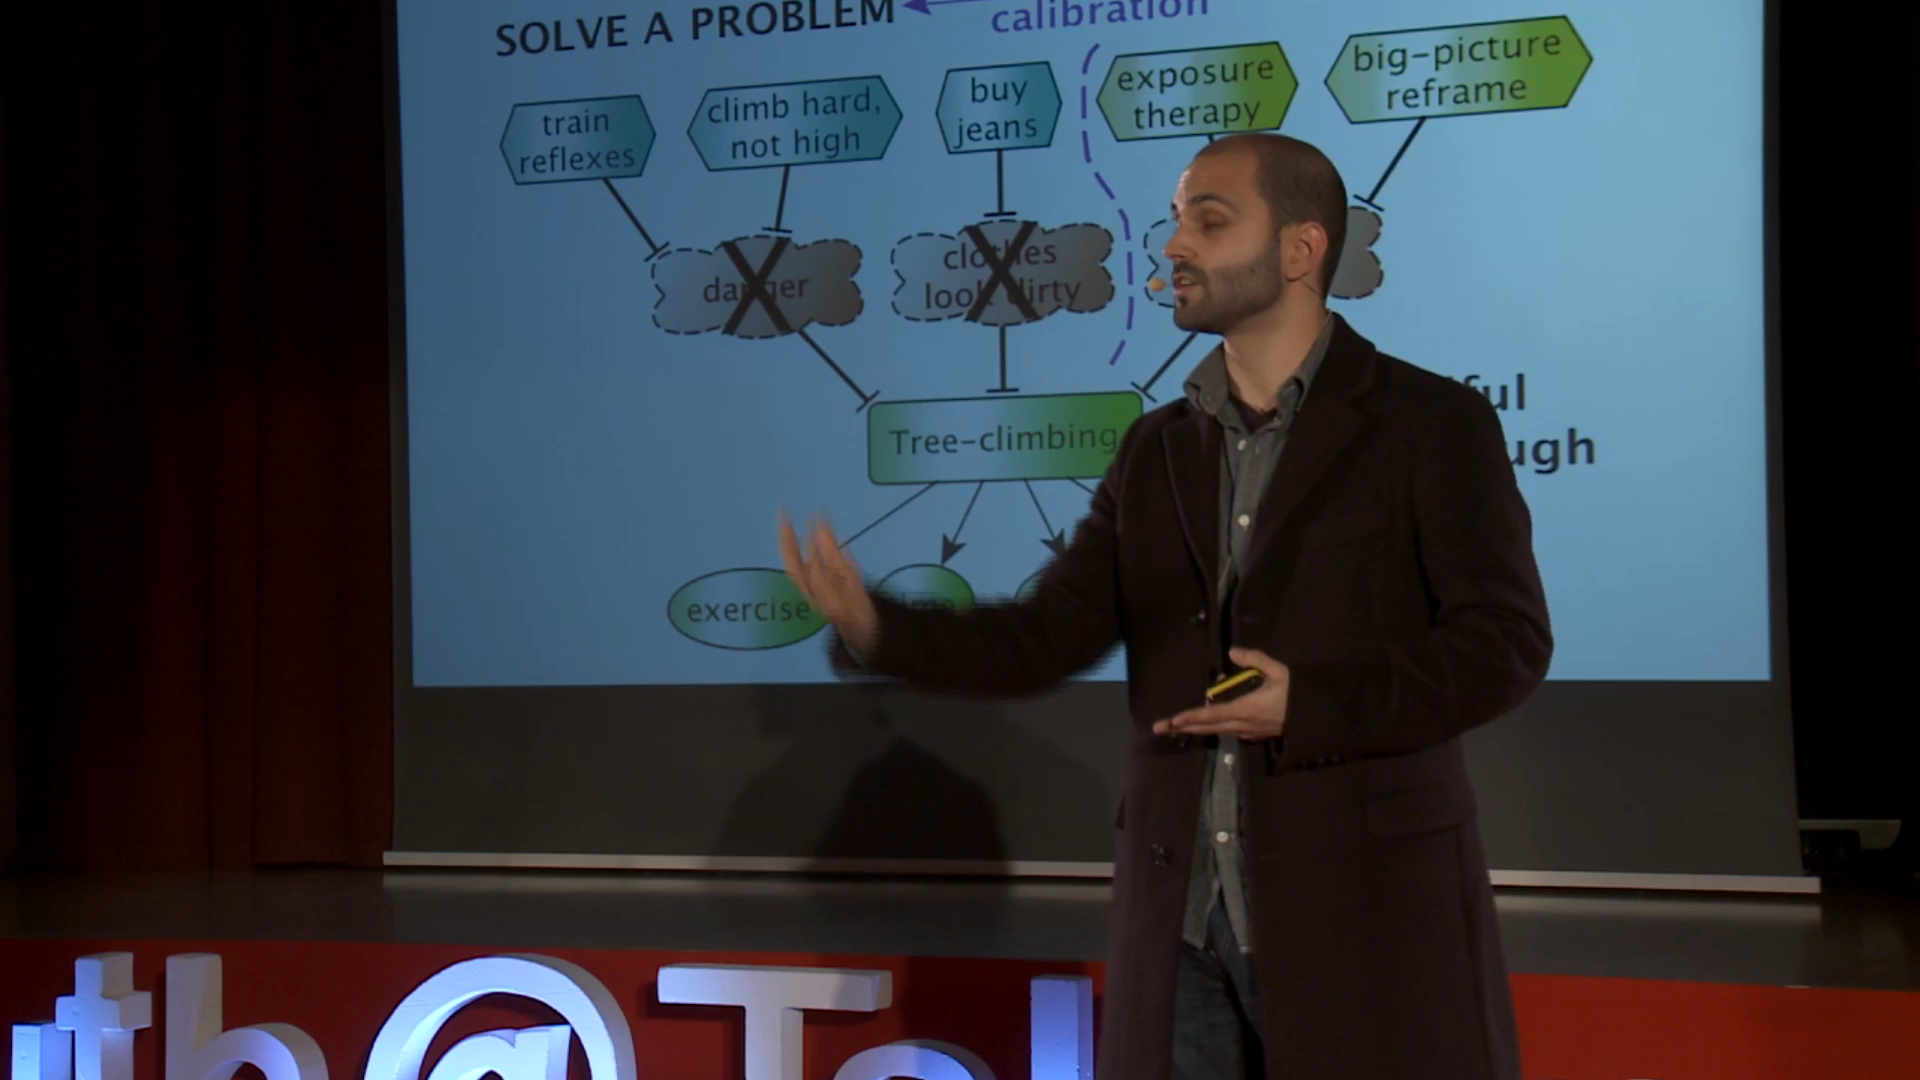 SOLVE A PROBLEM
calibration
train
reflexes
climb hard,
not high
buy
jeans
exposure
therapy
big-picture
reframe
danger
clothes
look dirty
Tree-climbing
ful
ugh
exercise
uth@Tel